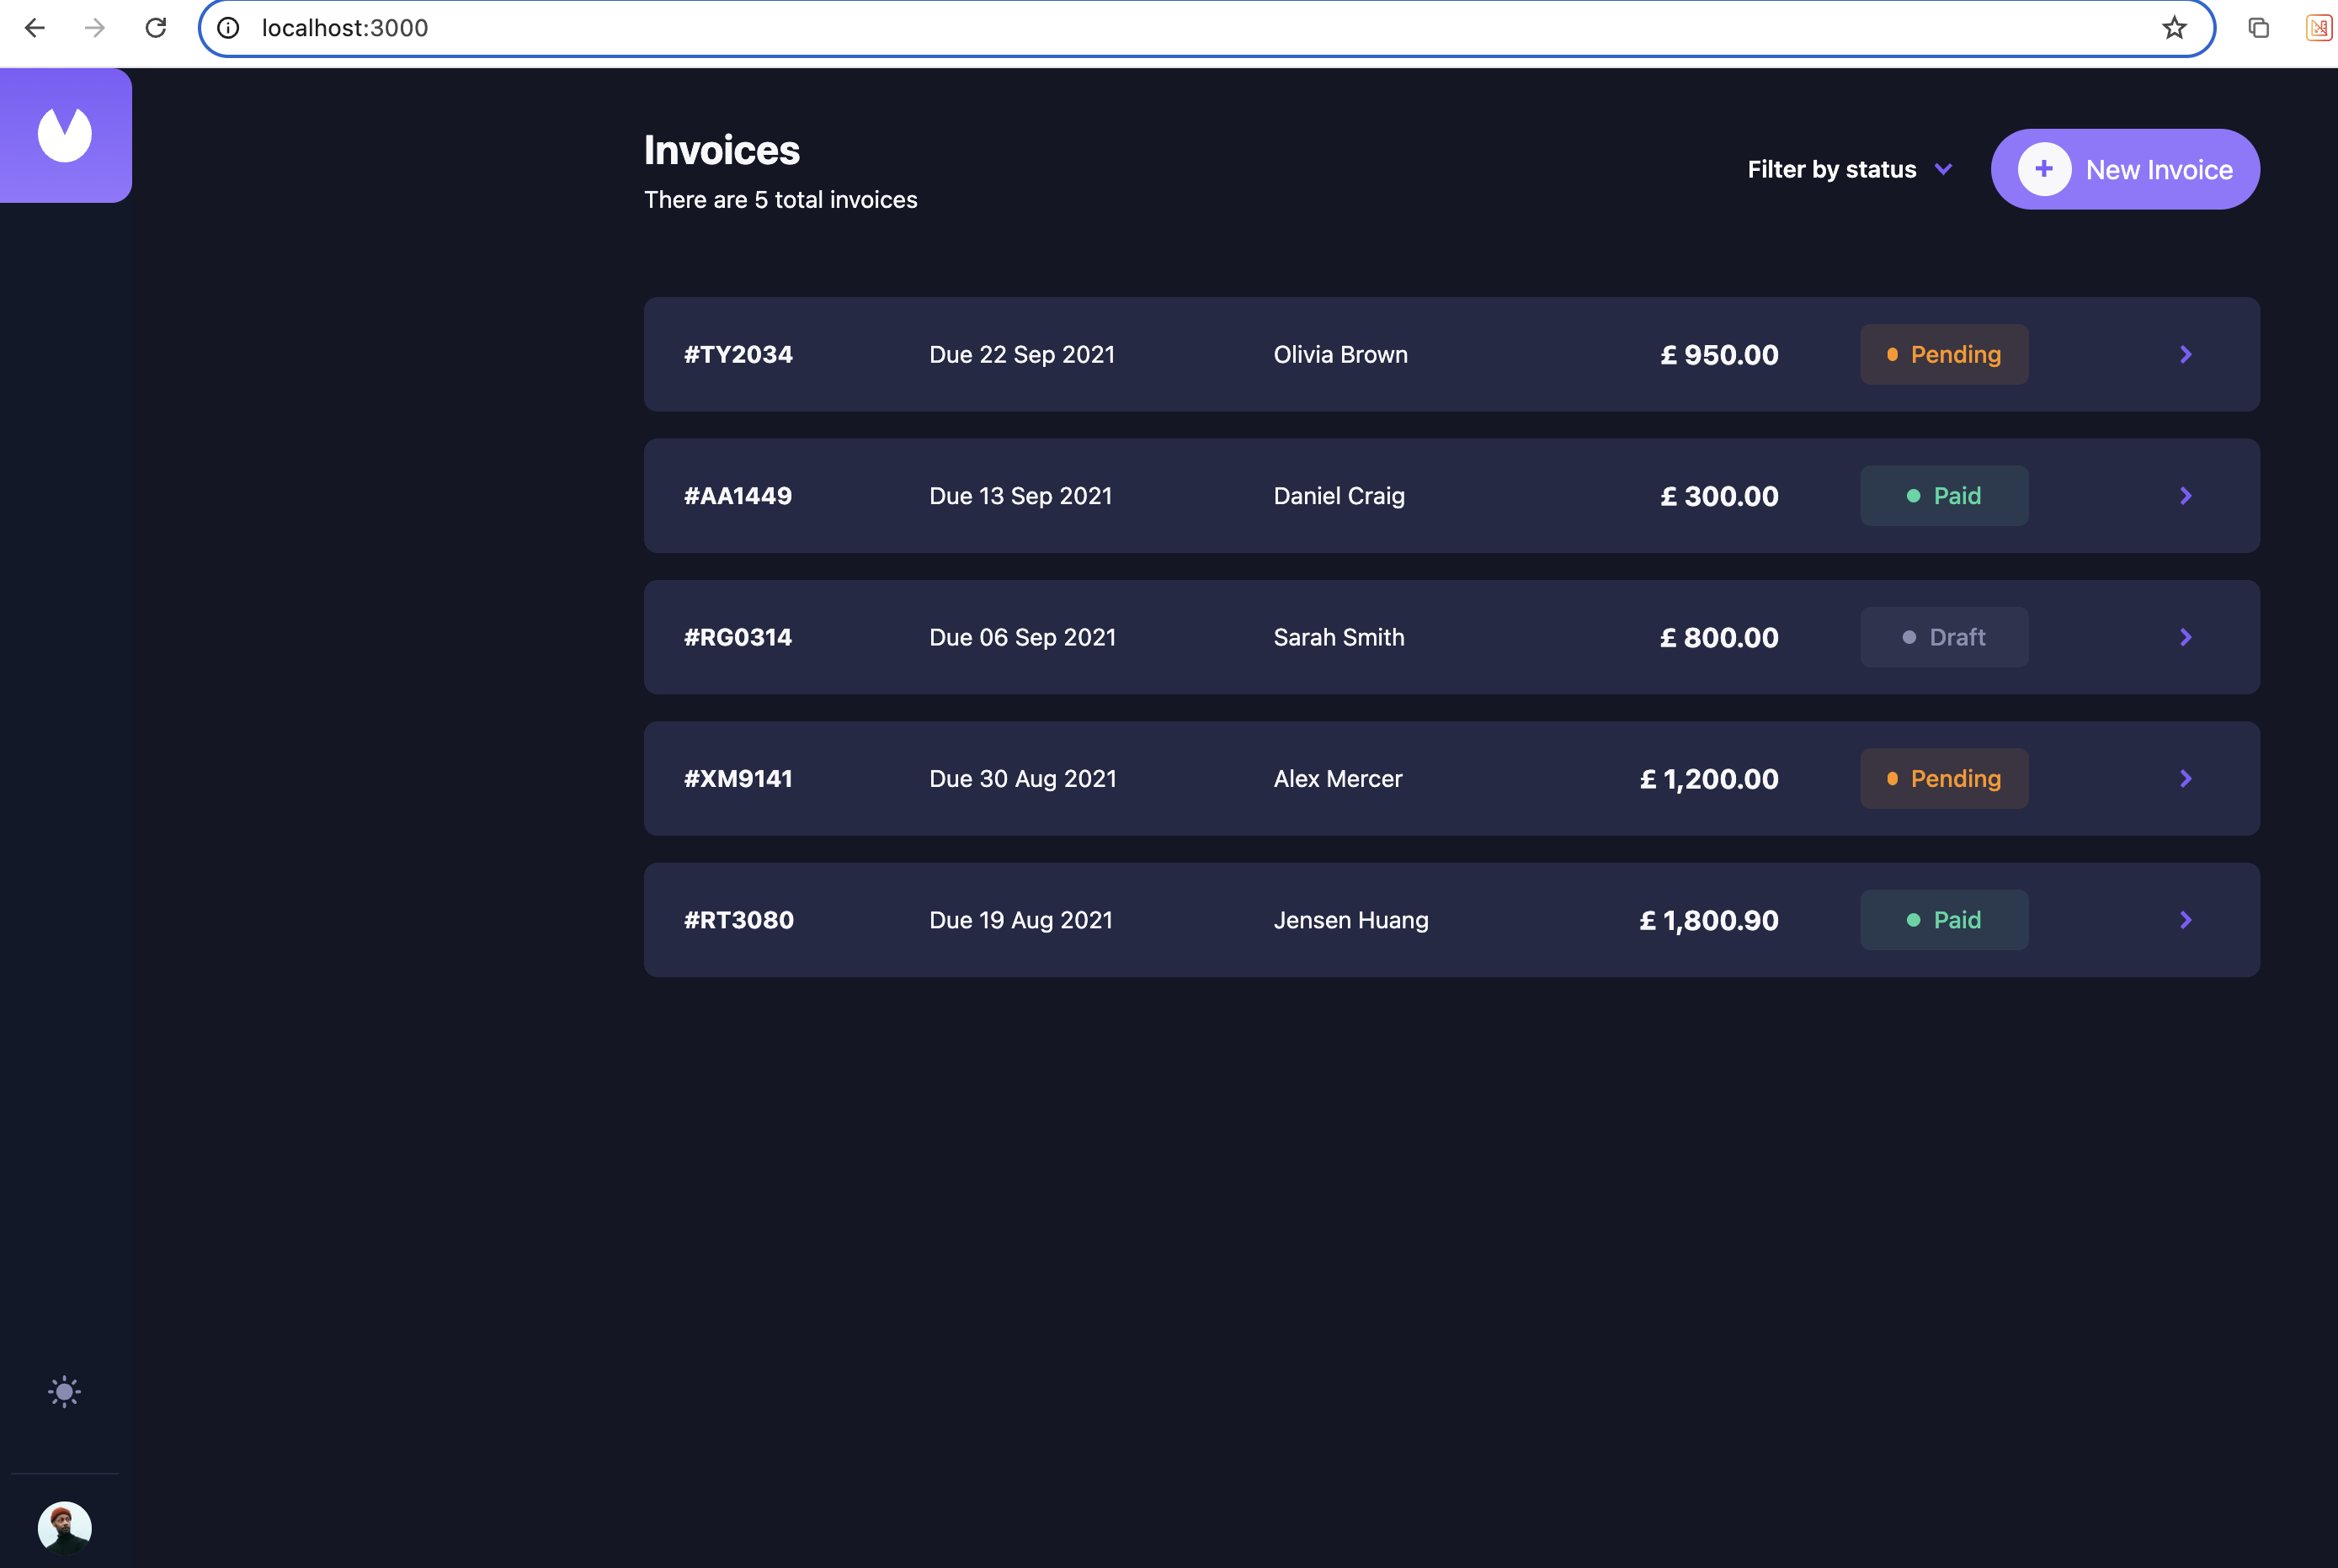 localhost:3000
Invoices
There are 5 total invoices
Filter by status
+ New Invoice
#TY2034 Due 22 Sep 2021 Olivia Brown £ 950.00 Pending
#AA1449 Due 13 Sep 2021 Daniel Craig £ 300.00 Paid
#RG0314 Due 06 Sep 2021 Sarah Smith £ 800.00 Draft
#XM9141 Due 30 Aug 2021 Alex Mercer £ 1,200.00 Pending
#RT3080 Due 19 Aug 2021 Jensen Huang £ 1,800.90 Paid